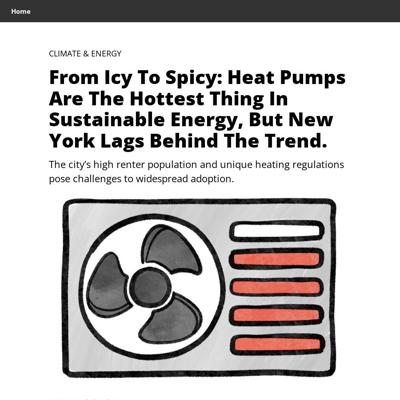 Home
CLIMATE & ENERGY
From Icy To Spicy: Heat Pumps
Are The Hottest Thing In
Sustainable Energy, But New
York Lags Behind The Trend.
The city’s high renter population and unique heating regulations
pose challenges to widespread adoption.